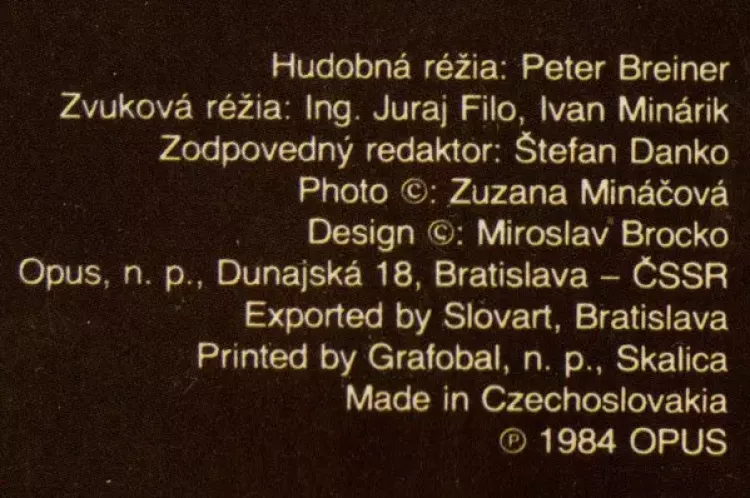 Hudobná réžia: Peter Breiner
Zvuková réžia: Ing. Juraj Filo, Ivan Minárik
Zodpovedný redaktor: Štefan Danko
Photo ©: Zuzana Mináčová
Design ©: Miroslav Brocko
Opus, n. p., Dunajská 18, Bratislava – ČSSR
Exported by Slovart, Bratislava
Printed by Grafobal, n. p., Skalica
Made in Czechoslovakia
℗ 1984 OPUS